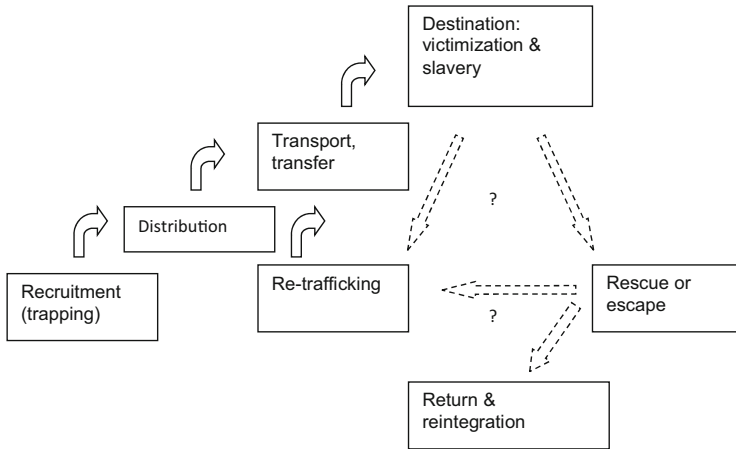 Destination:
victimization &
slavery
Transport,
transfer
?
Distribution
Recruitment
(trapping)
Re-trafficking
Rescue or
escape
?
Return &
reintegration